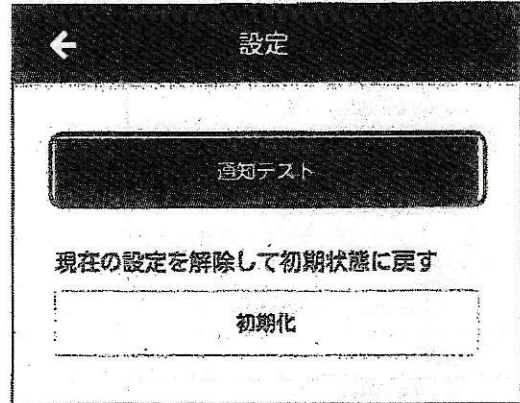 設定
通知テスト
現在の設定を解除して初期状態に戻す
初期化